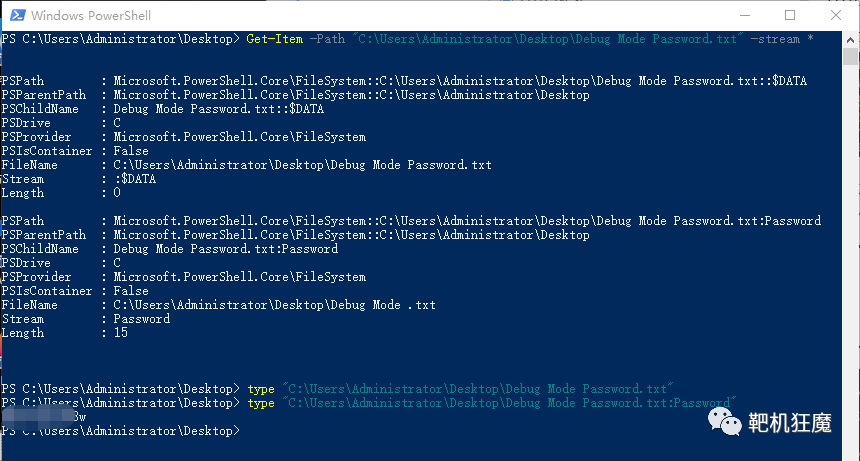 Windows PowerShell
PS C:\Users\Administrator\Desktop> Get-Item -Path "C:\Users\Administrator\Desktop\Debug Mode Password.txt" -stream *
PSPath        : Microsoft.PowerShell.Core\FileSystem::C:\Users\Administrator\Desktop\Debug Mode Password.txt::$DATA
PSParentPath  : Microsoft.PowerShell.Core\FileSystem::C:\Users\Administrator\Desktop
PSChildName   : Debug Mode Password.txt::$DATA
PSDrive       : C
PSProvider    : Microsoft.PowerShell.Core\FileSystem
PSIsContainer : False
FileName      : C:\Users\Administrator\Desktop\Debug Mode Password.txt
Stream        : :$DATA
Length        : 0
PSPath        : Microsoft.PowerShell.Core\FileSystem::C:\Users\Administrator\Desktop\Debug Mode Password.txt:Password
PSParentPath  : Microsoft.PowerShell.Core\FileSystem::C:\Users\Administrator\Desktop
PSChildName   : Debug Mode Password.txt:Password
PSDrive       : C
PSProvider    : Microsoft.PowerShell.Core\FileSystem
PSIsContainer : False
FileName      : C:\Users\Administrator\Desktop\Debug Mode .txt
Stream        : Password
Length        : 15
PS C:\Users\Administrator\Desktop> type "C:\Users\Administrator\Desktop\Debug Mode Password.txt"
PS C:\Users\Administrator\Desktop> type "C:\Users\Administrator\Desktop\Debug Mode Password.txt:Password"
PS C:\Users\Administrator\Desktop>
靶机狂魔